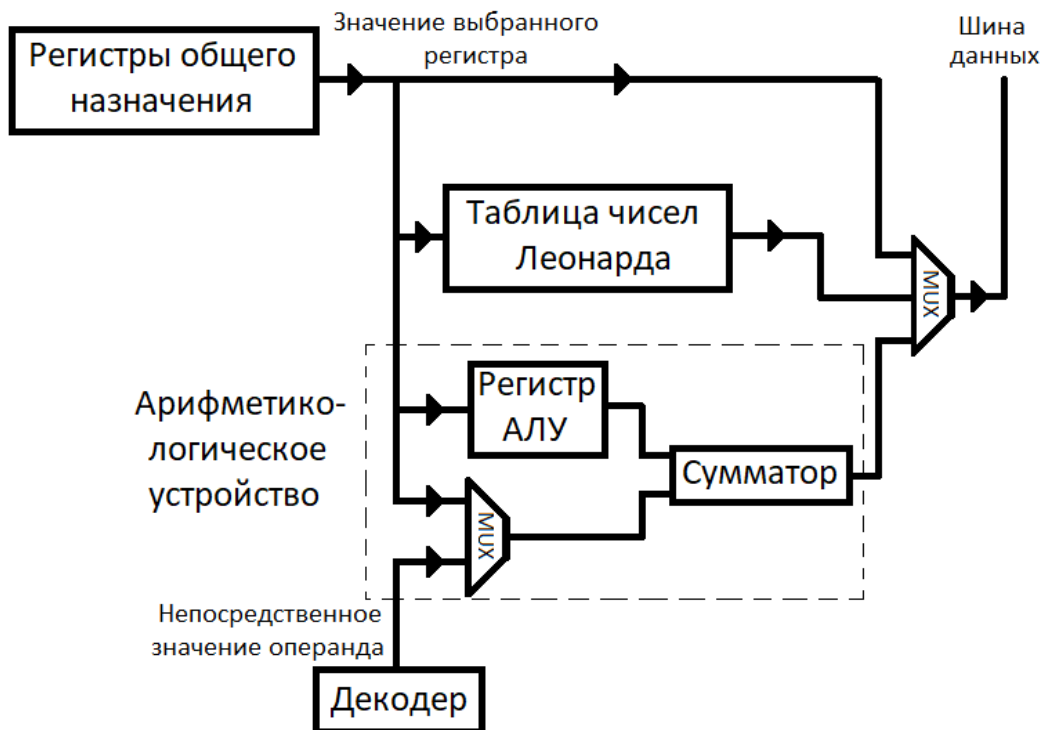 Значение выбранного
регистра
Шина
данных
Регистры общего
назначения
Таблица чисел
Леонарда
MUX
Арифметико-
логическое
устройство
Регистр
АЛУ
Сумматор
MUX
Непосредственное
значение операнда
Декодер